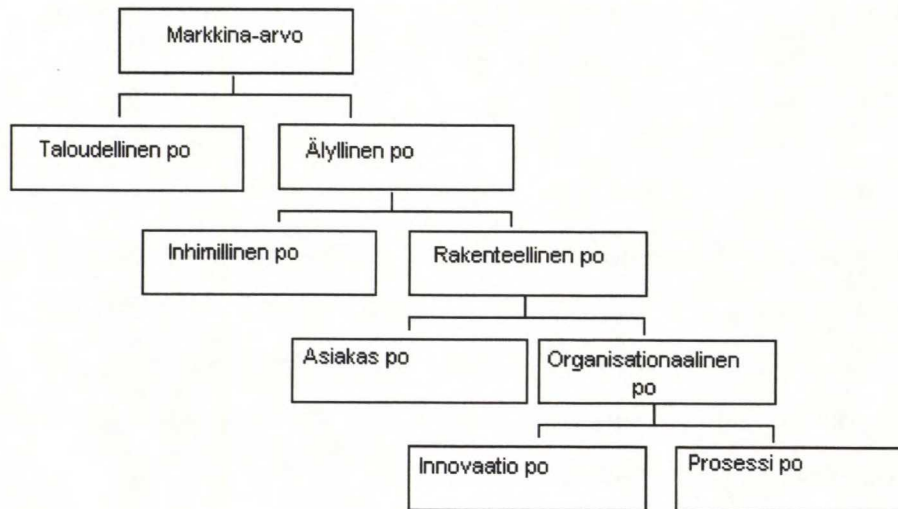 Markkina-arvo
Taloudellinen po
Älyllinen po
Inhimillinen po
Rakenteellinen po
Asiakas po
Organisationaalinen
po
Innovaatio po
Prosessi po